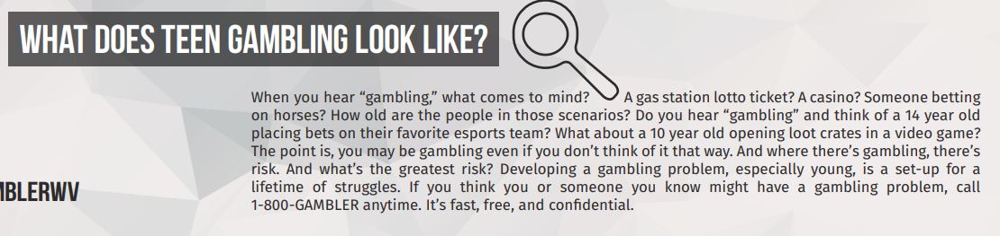 WHAT DOES TEEN GAMBLING LOOK LIKE?
When you hear “gambling,” what comes to mind? A gas station lotto ticket? A casino? Someone betting
on horses? How old are the people in those scenarios? Do you hear “gambling” and think of a 14 year old
placing bets on their favorite esports team? What about a 10 year old opening loot crates in a video game?
The point is, you may be gambling even if you don’t think of it that way. And where there’s gambling, there’s
risk. And what’s the greatest risk? Developing a gambling problem, especially young, is a set-up for a
lifetime of struggles. If you think you or someone you know might have a gambling problem, call
1-800-GAMBLER anytime. It’s fast, free, and confidential.
MBLERWV